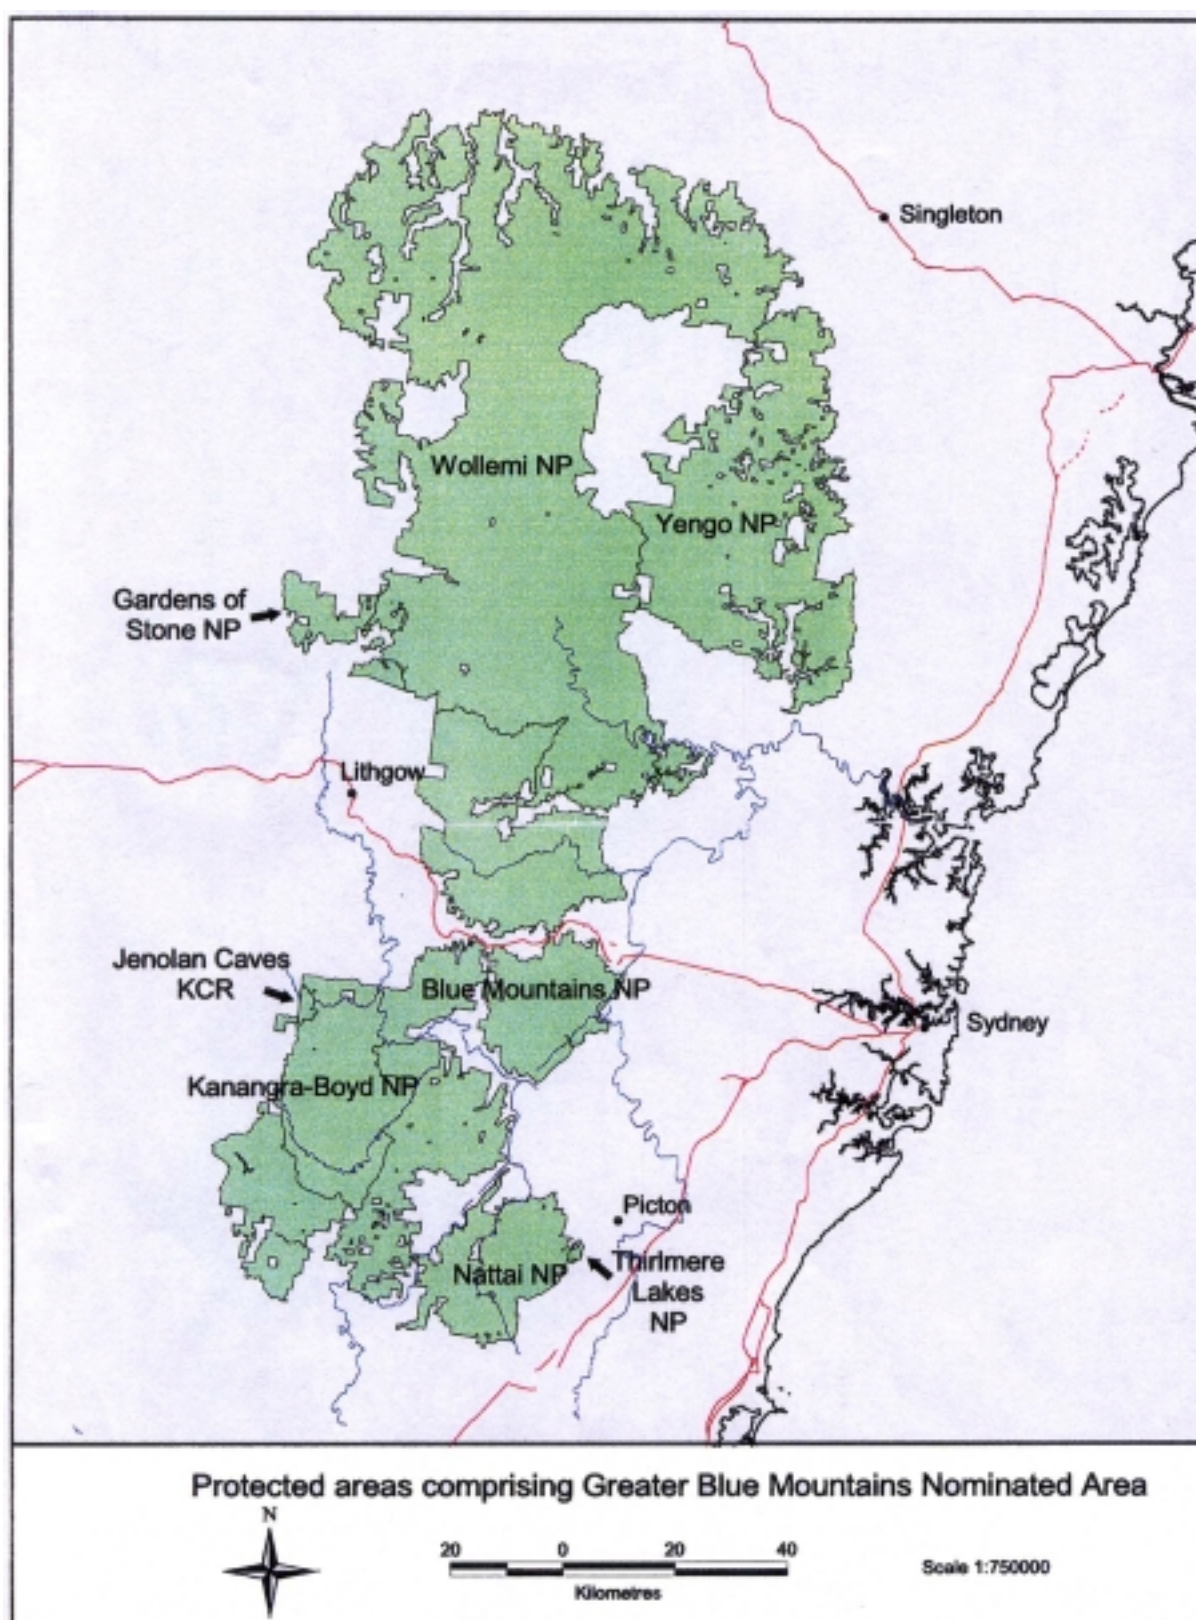 Singleton
Wollemi NP
Yengo NP
Gardens of
Stone NP
Lithgow
Jenolan Caves
KCR
Blue Mountains NP
Sydney
Kanangra-Boyd NP
Picton
Nattai NP
Thirlmere
Lakes
NP
Protected areas comprising Greater Blue Mountains Nominated Area
N
20 0 20 40
Kilometres
Scale 1:750000